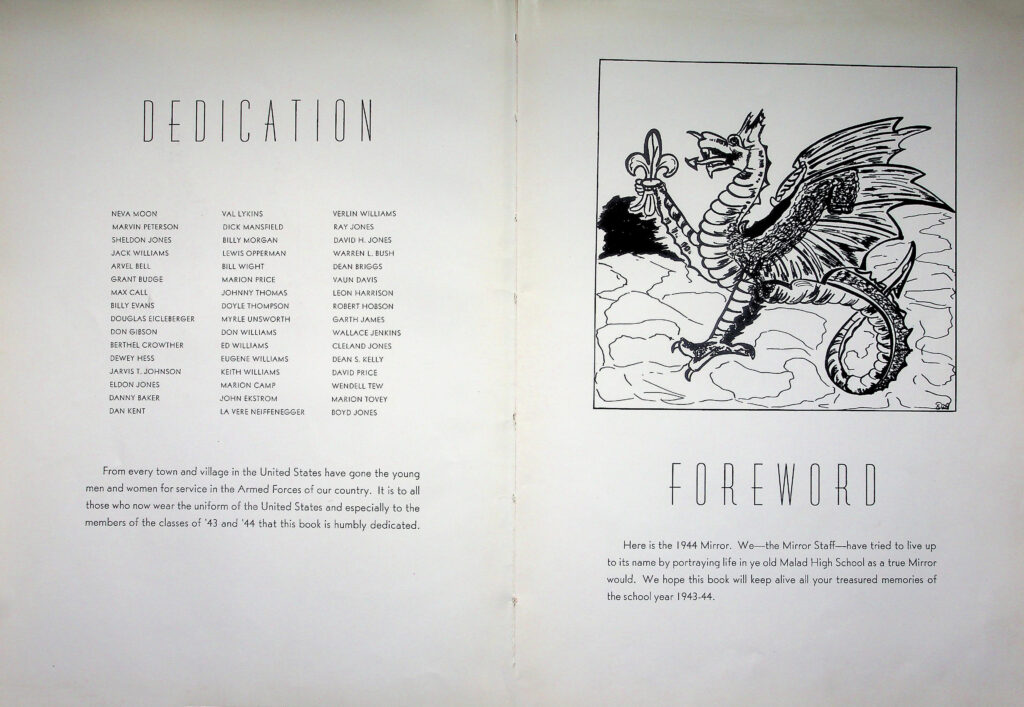 DEDICATION
NEVA MOON
MARVIN PETERSON
SHELDON JONES
JACK WILLIAMS
ARVEL BELL
GRANT BUDGE
MAX CALL
BILLY EVANS
DOUGLAS EICLEBERGER
DON GIBSON
BERTHEL CROWTHER
DEWEY HESS
JARVIS T. JOHNSON
ELDON JONES
DANNY BAKER
DAN KENT
VAL LYKINS
DICK MANSFIELD
BILLY MORGAN
LEWIS OPPERMAN
BILL WIGHT
MARION PRICE
JOHNNY THOMAS
DOYLE THOMPSON
MYRLE UNSWORTH
DON WILLIAMS
ED WILLIAMS
EUGENE WILLIAMS
KEITH WILLIAMS
MARION CAMP
JOHN EKSTROM
LA VERE NEIFFENEGGER
VERLIN WILLIAMS
RAY JONES
DAVID H. JONES
WARREN L. BUSH
DEAN BRIGGS
VAUN DAVIS
LEON HARRISON
ROBERT HOBSON
GARTH JAMES
WALLACE JENKINS
CLELAND JONES
DEAN S. KELLY
DAVID PRICE
WENDELL TEW
MARION TOVEY
BOYD JONES
From every town and village in the United States have gone the young
men and women for service in the Armed Forces of our country. It is to all
those who now wear the uniform of the United States and especially to the
members of the classes of '43 and '44 that this book is humbly dedicated.
FOREWORD
Here is the 1944 Mirror. We—the Mirror Staff—have tried to live up
to its name by portraying life in ye old Malad High School as a true Mirror
would. We hope this book will keep alive all your treasured memories of
the school year 1943-44.